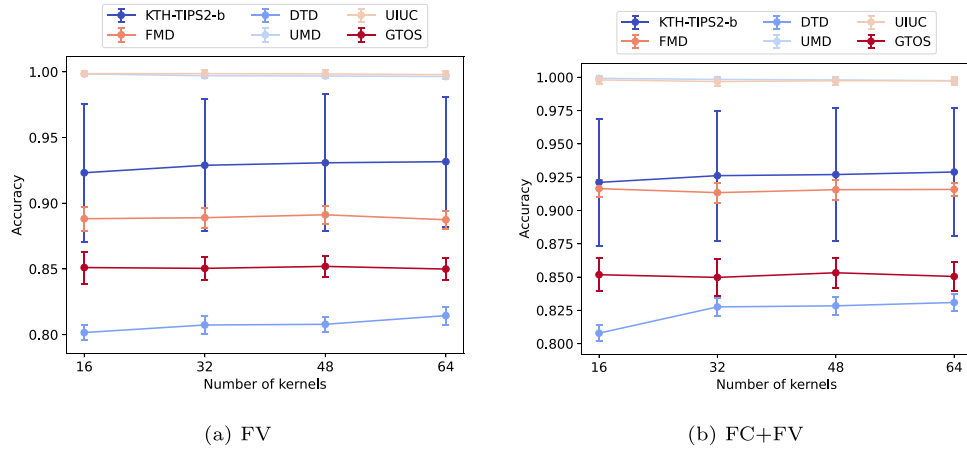 KTH-TIPS2-b DTD UIUC
FMD UMD GTOS
1.00
0.95
0.90
0.85
0.80
Accuracy
16 32 48 64
Number of kernels
(a) FV
KTH-TIPS2-b DTD UIUC
FMD UMD GTOS
1.000
0.975
0.950
0.925
0.900
0.875
0.850
0.825
0.800
Accuracy
16 32 48 64
Number of kernels
(b) FC+FV